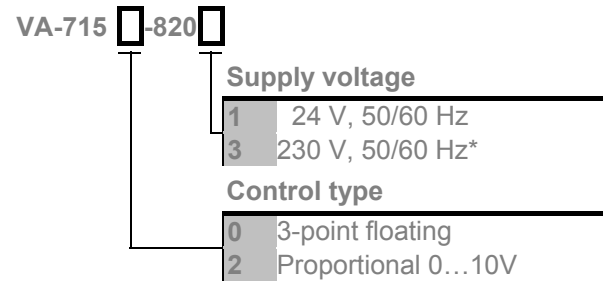 VA-715 -820
Supply voltage
1 24 V, 50/60 Hz
3 230 V, 50/60 Hz*
Control type
0 3-point floating
2 Proportional 0…10V